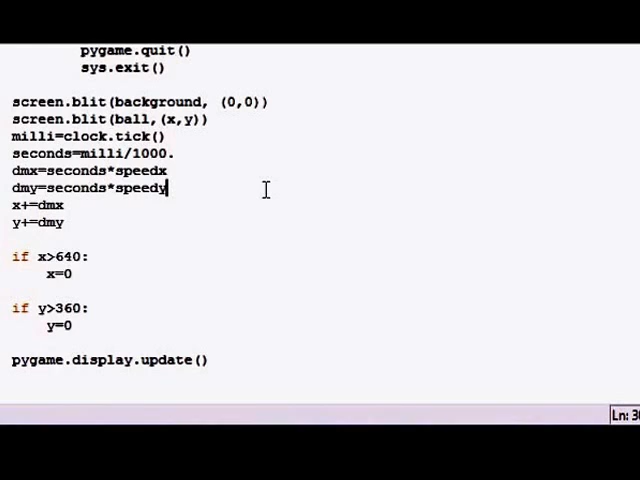 pygame.quit()
sys.exit()
screen.blit(background, (0,0))
screen.blit(ball,(x,y))
milli=clock.tick()
seconds=milli/1000.
dmx=seconds*speedx
dmy=seconds*speedy
x+=dmx
y+=dmy
if x>640:
x=0
if y>360:
y=0
pygame.display.update()
Ln: